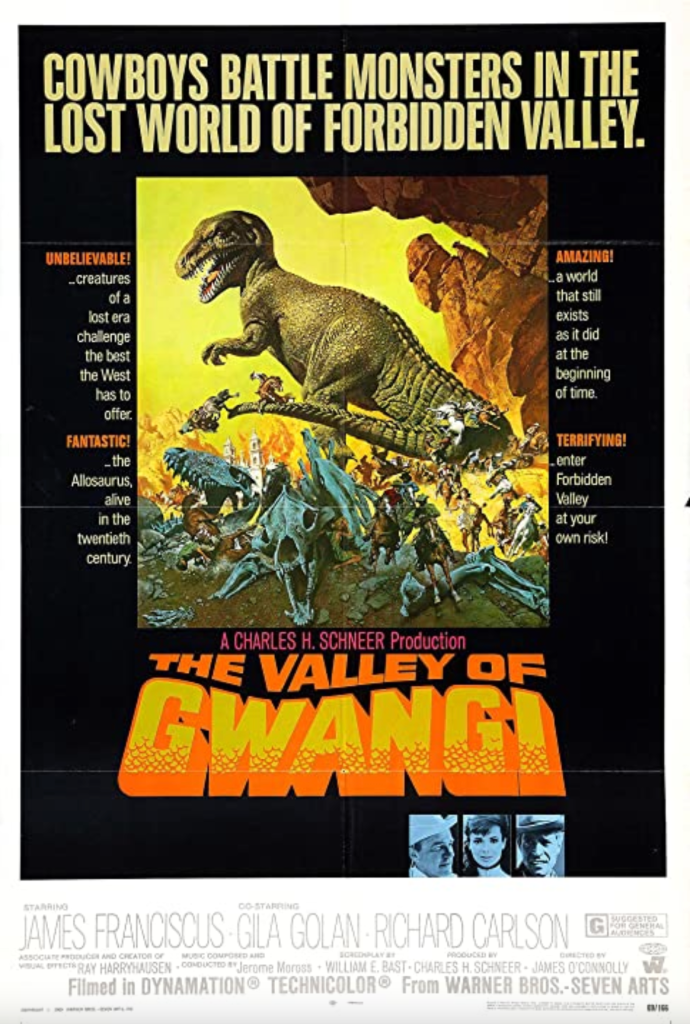 COWBOYS BATTLE MONSTERS IN THE
LOST WORLD OF FORBIDDEN VALLEY.
UNBELIEVABLE!
...creatures
of a
lost era
challenge
the best
the West
has to
offer.
FANTASTIC!
...the
Allosaurus,
alive
in the
twentieth
century.
AMAZING!
...a world
that still
exists
as it did
at the
beginning
of time.
TERRIFYING!
...enter
Forbidden
Valley
at your
own risk!
A CHARLES H. SCHNEER Production
THE VALLEY OF
GWANGI
STARRING
CO-STARRING
JAMES FRANCISCUS · GILA GOLAN · RICHARD CARLSON
G SUGGESTED FOR GENERAL AUDIENCES
ASSOCIATE PRODUCER AND CREATOR OF VISUAL EFFECTS RAY HARRYHAUSEN · MUSIC COMPOSED AND CONDUCTED BY Jerome Moross · SCREENPLAY BY WILLIAM E. BAST · PRODUCED BY CHARLES H. SCHNEER · DIRECTED BY JAMES O'CONNOLLY
Filmed in DYNAMATION® TECHNICOLOR® From WARNER BROS.-SEVEN ARTS
69/166